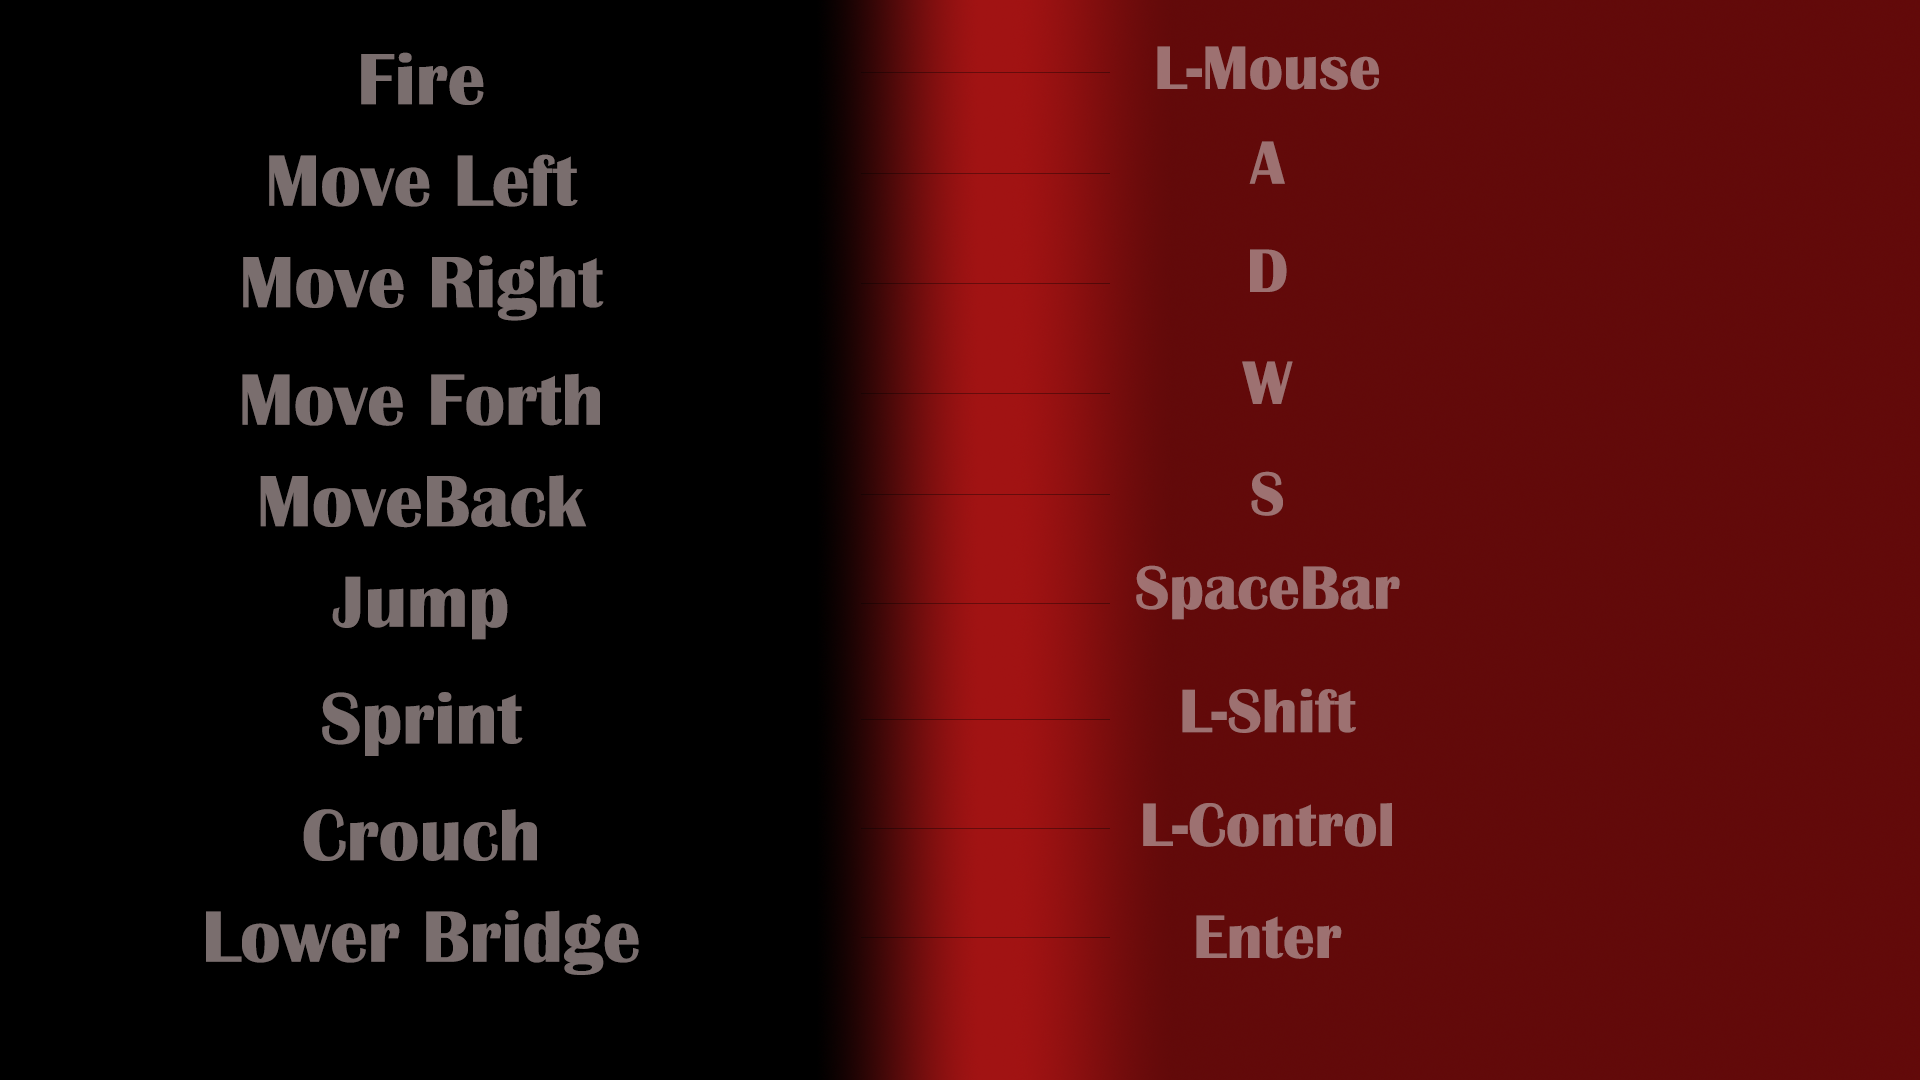 Fire L-Mouse
Move Left A
Move Right D
Move Forth W
MoveBack S
Jump SpaceBar
Sprint L-Shift
Crouch L-Control
Lower Bridge Enter